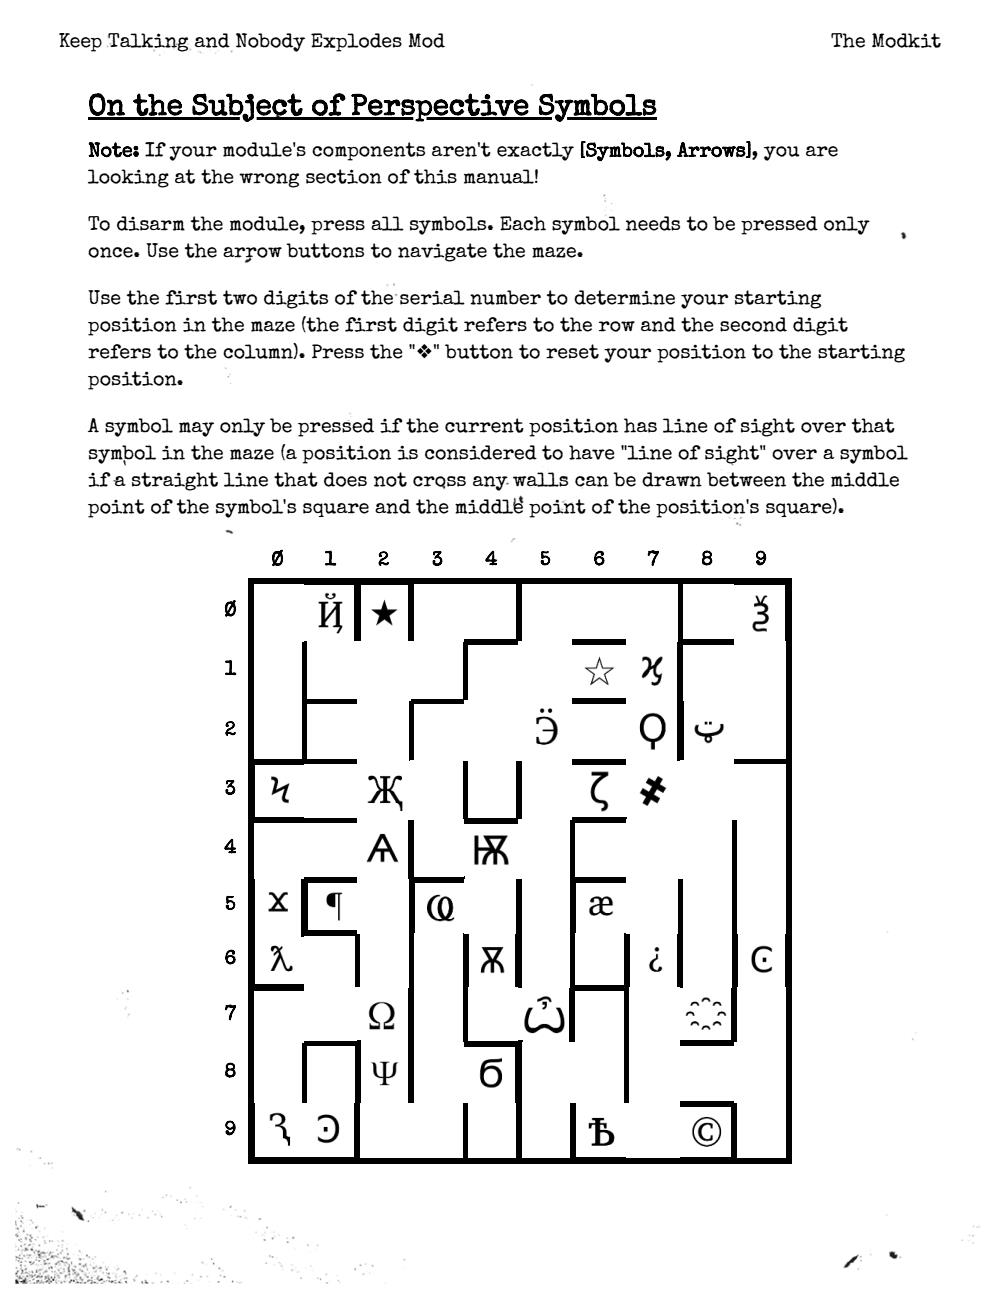 Keep Talking and Nobody Explodes Mod The Modkit
On the Subject of Perspective Symbols
Note: If your module's components aren't exactly [Symbols, Arrows], you are
looking at the wrong section of this manual!
To disarm the module, press all symbols. Each symbol needs to be pressed only
once. Use the arrow buttons to navigate the maze.
Use the first two digits of the serial number to determine your starting
position in the maze (the first digit refers to the row and the second digit
refers to the column). Press the "❖" button to reset your position to the starting
position.
A symbol may only be pressed if the current position has line of sight over that
symbol in the maze (a position is considered to have "line of sight" over a symbol
if a straight line that does not cross any walls can be drawn between the middle
point of the symbol's square and the middle point of the position's square).
0 1 2 3 4 5 6 7 8 9
0 Ҋ ★ Ѯ
1 ☆ ϗ
2 Ӭ Ϙ ټ
3 Ϟ Җ ζ ҂
4 Ѧ Ѭ
5 Ϫ ¶ Ҩ æ
6 ƛ Ѫ ¿ Ͼ
7 Ω Ѽ ҈
8 Ψ б
9 Ԇ Ͽ Ѣ ©